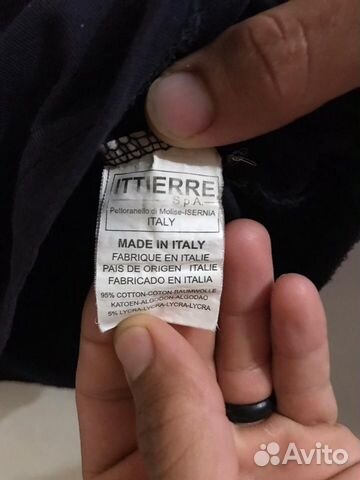 ITTIERRE
S.p.A.
Pettoranello di Molise-ISERNIA
ITALY
MADE IN ITALY
FABRIQUE EN ITALIE
PAIS DE ORIGEN ITALIE
FABRICADO EN ITALIA
95% COTTON-COTON-BAUMWOLLE
KATOEN-ALGODON-ALGODAO
5% LYCRA-LYCRA-LYCRA-LYCRA
Avito